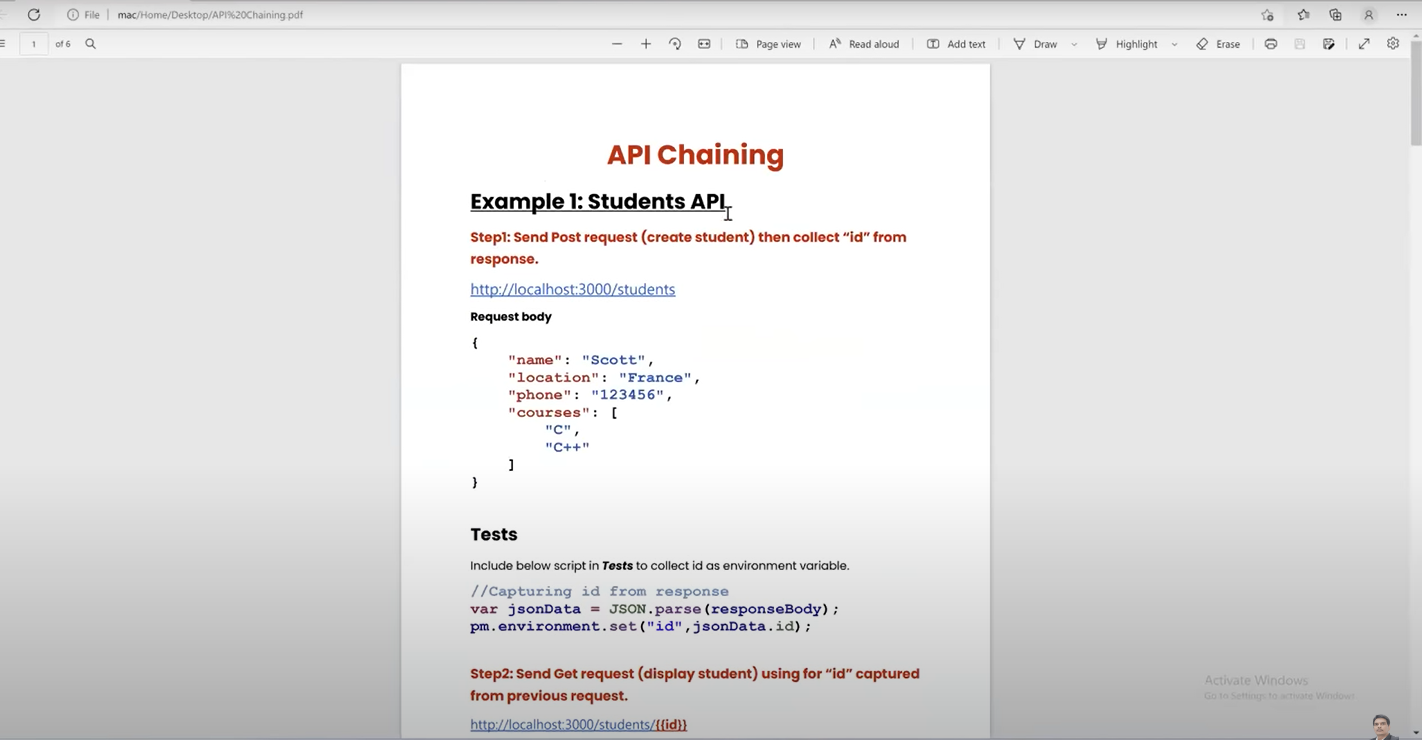 File mac/Home/Desktop/API%20Chaining.pdf
1 of 6 Page view Read aloud Add text Draw Highlight Erase
API Chaining
Example 1: Students API
Step1: Send Post request (create student) then collect “id” from
response.
http://localhost:3000/students
Request body
{
"name": "Scott",
"location": "France",
"phone": "123456",
"courses": [
"C",
"C++"
]
}
Tests
Include below script in Tests to collect id as environment variable.
//Capturing id from response
var jsonData = JSON.parse(responseBody);
pm.environment.set("id",jsonData.id);
Step2: Send Get request (display student) using for “id” captured
from previous request.
http://localhost:3000/students/{{id}}
Activate Windows
Go to Settings to activate Windows.